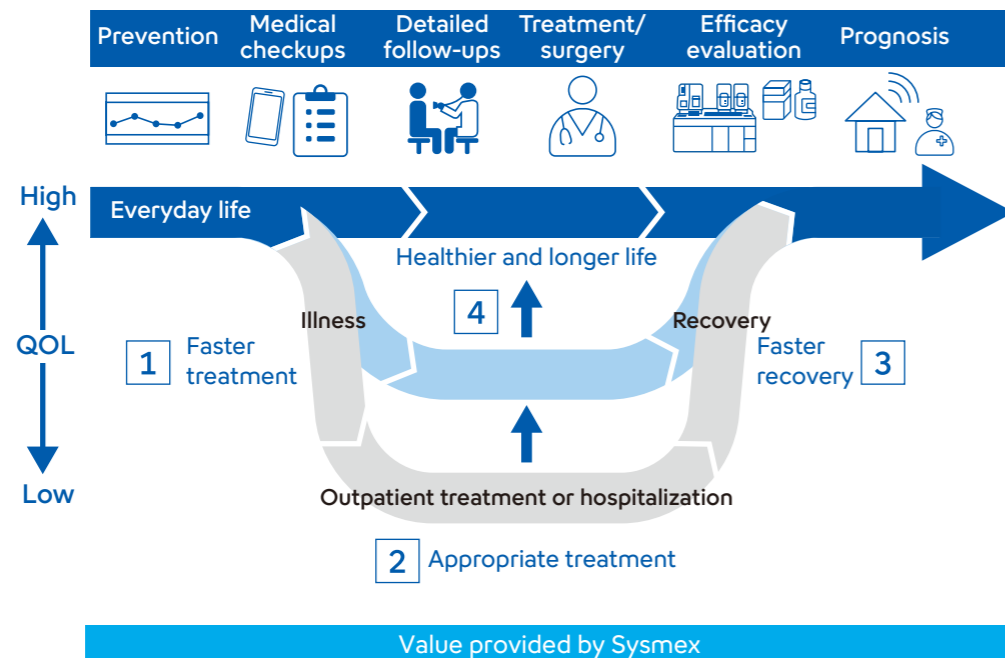 Prevention
Medical
checkups
Detailed
follow-ups
Treatment/
surgery
Efficacy
evaluation
Prognosis
High
QOL
Low
Everyday life
Healthier and longer life
4
Illness
Recovery
1
Faster
treatment
Faster
recovery
3
Outpatient treatment or hospitalization
2
Appropriate treatment
Value provided by Sysmex